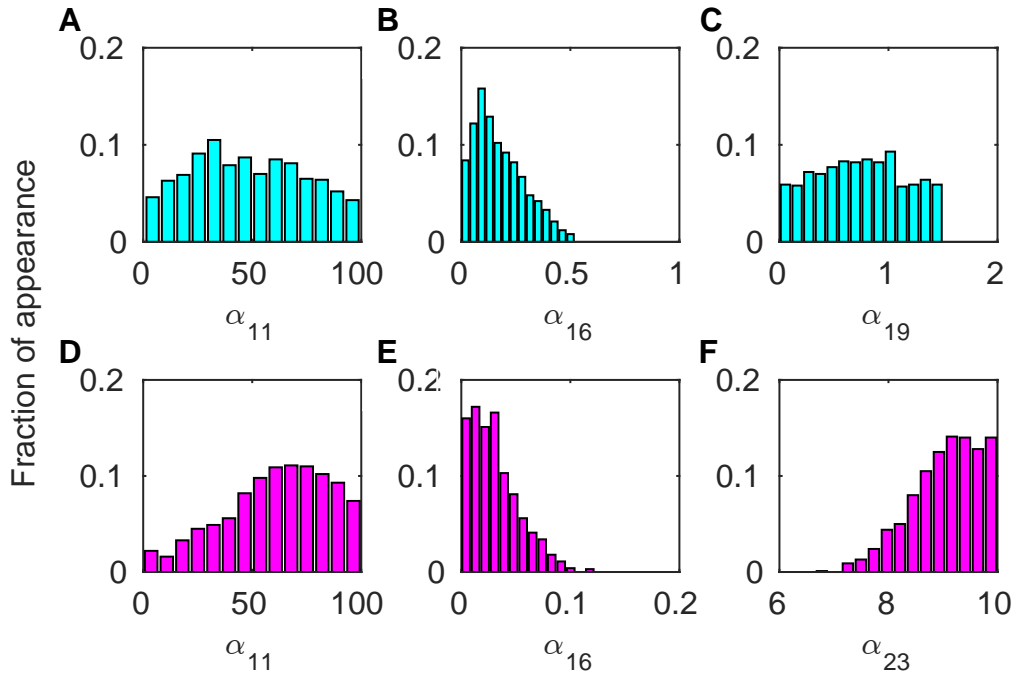 A B C
0.2 0.2 0.2
0.1 0.1 0.1
0 0 0
0 50 100 0 0.5 1 0 1 2
α11 α16 α19
Fraction of appearance
D E F
0.2 0.2 0.2
0.1 0.1 0.1
0 0 0
0 50 100 0 0.1 0.2 6 8 10
α11 α16 α23